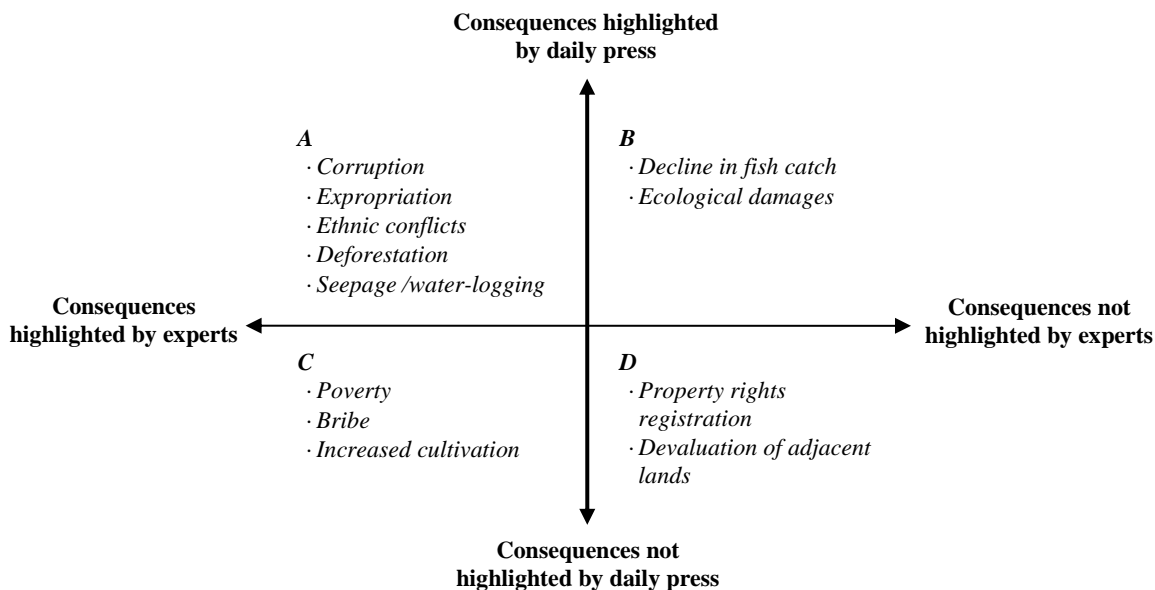 Consequences highlighted
by daily press
A
· Corruption
· Expropriation
· Ethnic conflicts
· Deforestation
· Seepage /water-logging
B
· Decline in fish catch
· Ecological damages
Consequences
highlighted by experts
Consequences not
highlighted by experts
C
· Poverty
· Bribe
· Increased cultivation
D
· Property rights
registration
· Devaluation of adjacent
lands
Consequences not
highlighted by daily press